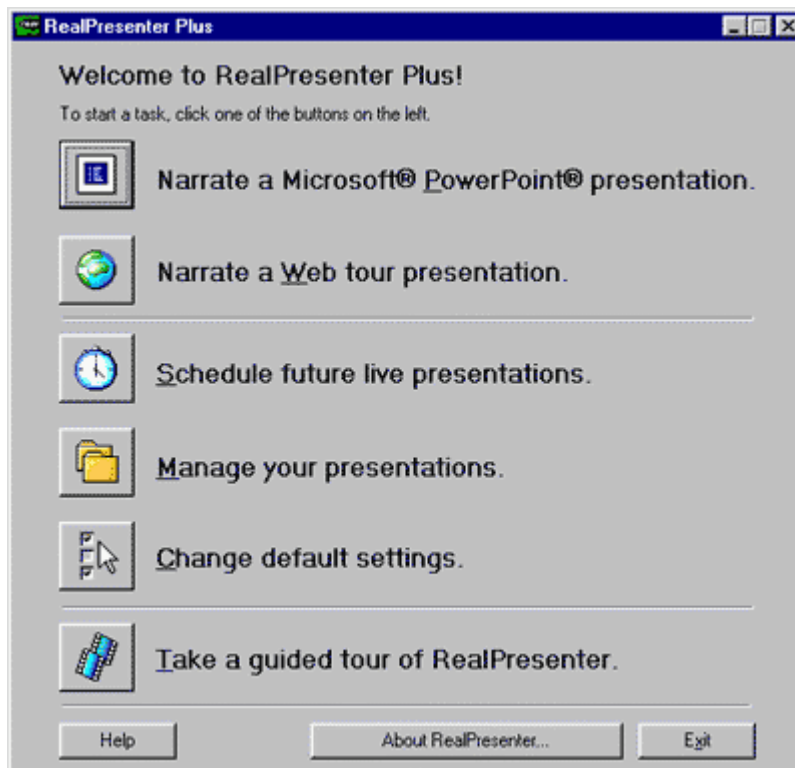 RealPresenter Plus
Welcome to RealPresenter Plus!
To start a task, click one of the buttons on the left.
Narrate a Microsoft® PowerPoint® presentation.
Narrate a Web tour presentation.
Schedule future live presentations.
Manage your presentations.
Change default settings.
Take a guided tour of RealPresenter.
Help
About RealPresenter...
Exit